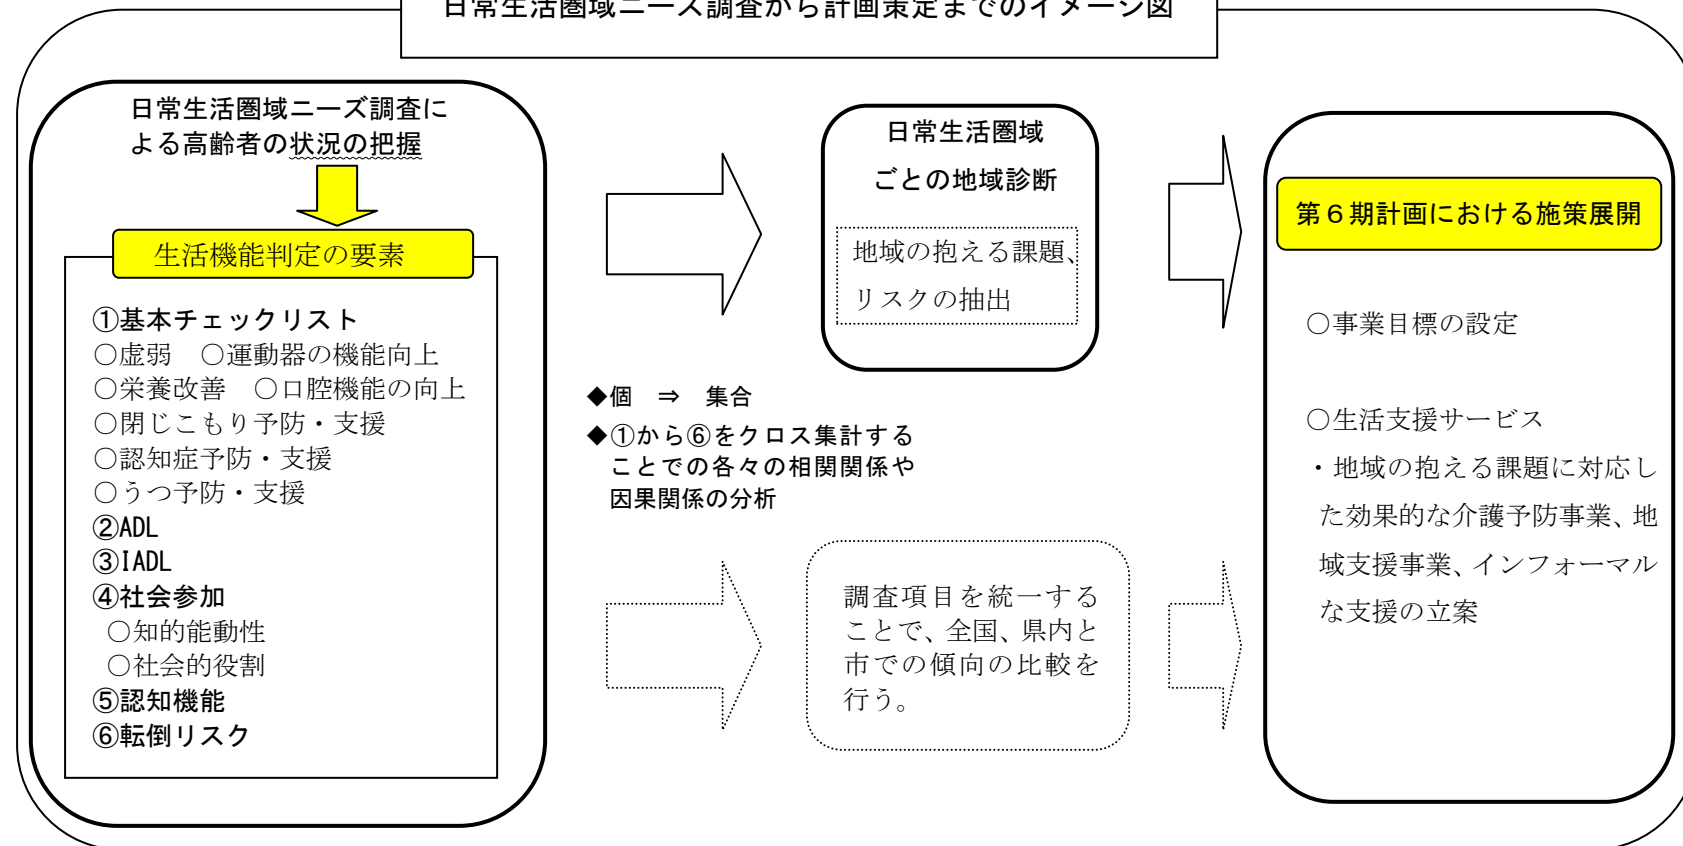 日常生活圏域ニーズ調査から計画策定までのイメージ図
日常生活圏域ニーズ調査に
よる高齢者の状況の把握
生活機能判定の要素
①基本チェックリスト
○虚弱 ○運動器の機能向上
○栄養改善 ○口腔機能の向上
○閉じこもり予防・支援
○認知症予防・支援
○うつ予防・支援
②ADL
③IADL
④社会参加
○知的能動性
○社会的役割
⑤認知機能
⑥転倒リスク
◆個 ⇒ 集合
◆①から⑥をクロス集計する
ことでの各々の相関関係や
因果関係の分析
日常生活圏域
ごとの地域診断
地域の抱える課題、
リスクの抽出
調査項目を統一する
ことで、全国、県内と
市での傾向の比較を
行う。
第6期計画における施策展開
○事業目標の設定
○生活支援サービス
・地域の抱える課題に対応し
た効果的な介護予防事業、地
域支援事業、インフォーマル
な支援の立案